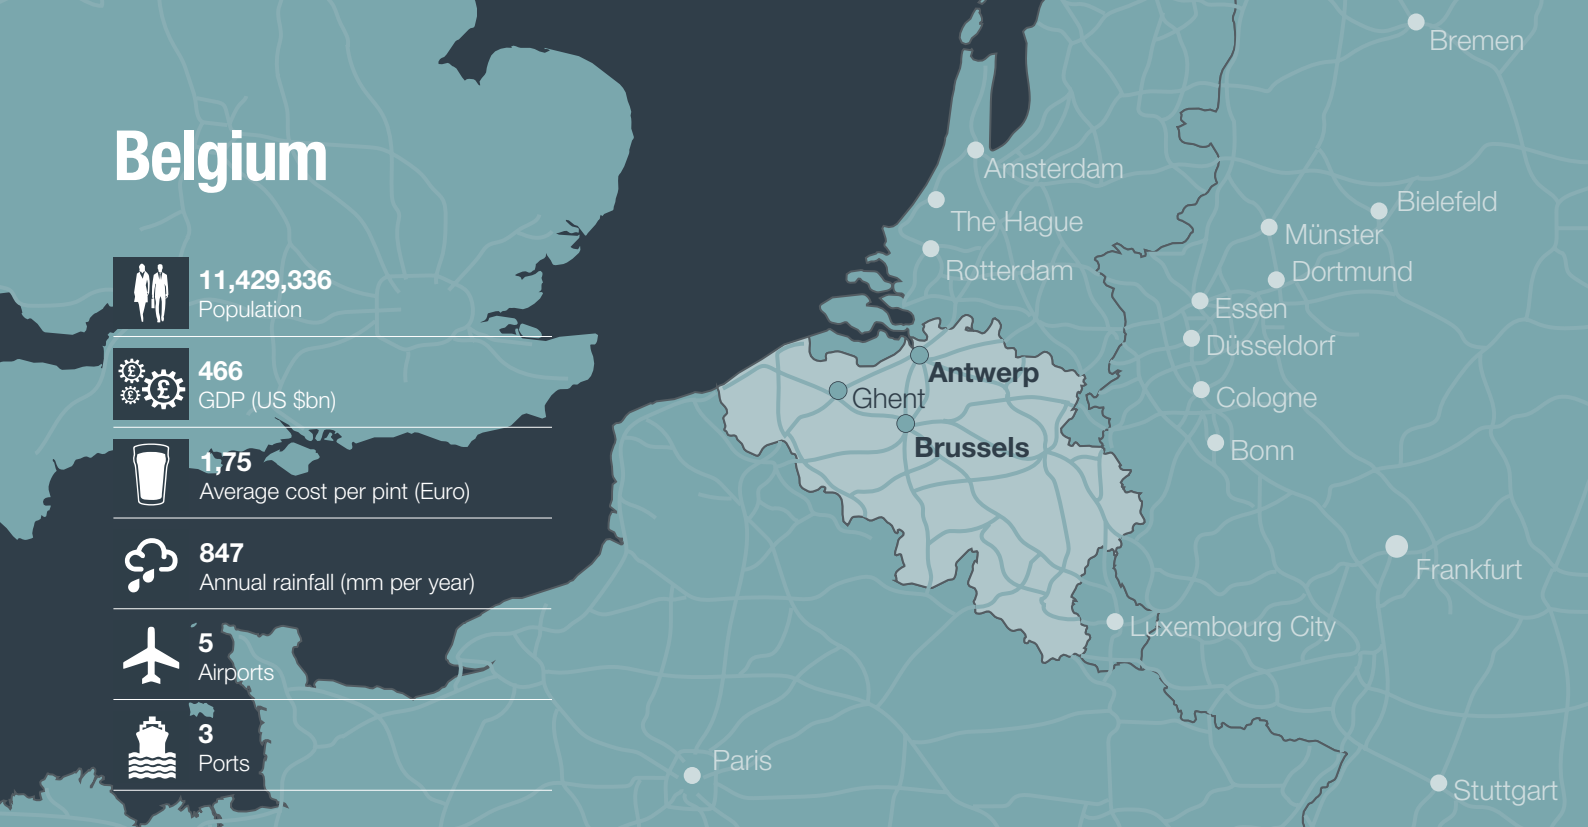 Belgium
11,429,336
Population
£
£
£
466
GDP (US $bn)
1,75
Average cost per pint (Euro)
847
Annual rainfall (mm per year)
5
Airports
3
Ports
Bremen
Amsterdam
The Hague
Rotterdam
Bielefeld
Münster
Dortmund
Essen
Düsseldorf
Cologne
Bonn
Antwerp
Ghent
Brussels
Frankfurt
Luxembourg City
Paris
Stuttgart